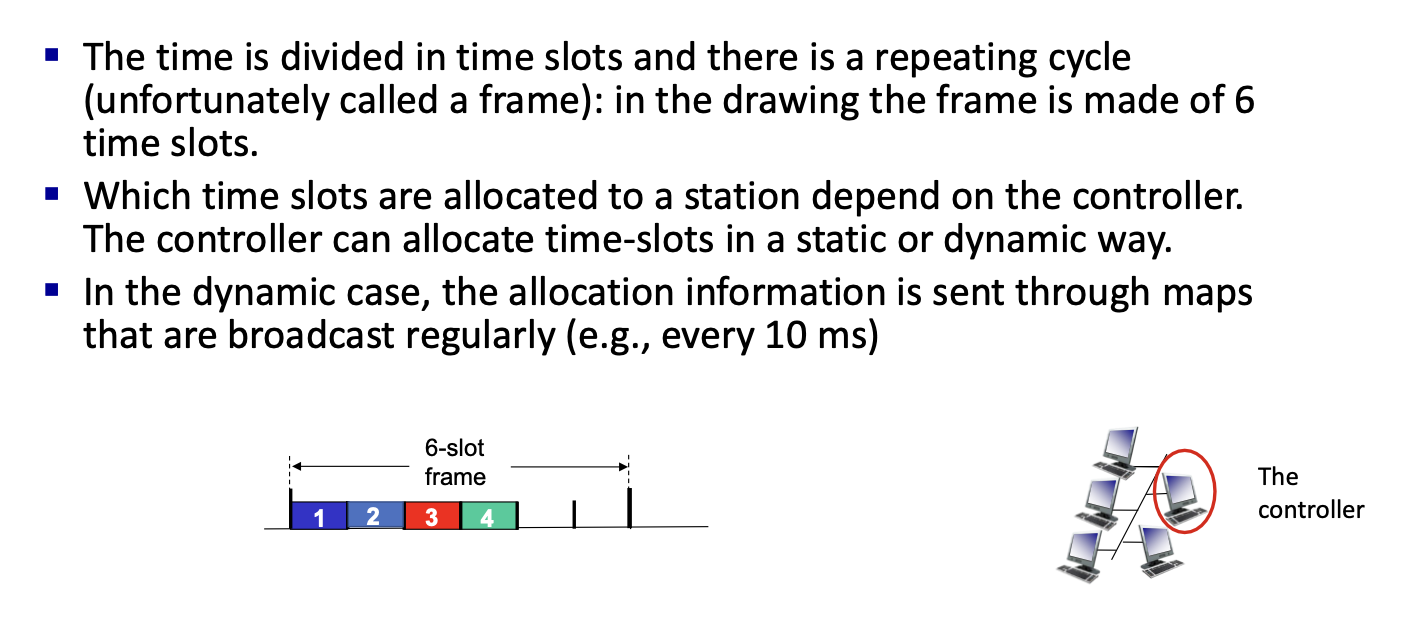 ▪ The time is divided in time slots and there is a repeating cycle
(unfortunately called a frame): in the drawing the frame is made of 6
time slots.
▪ Which time slots are allocated to a station depend on the controller.
The controller can allocate time-slots in a static or dynamic way.
▪ In the dynamic case, the allocation information is sent through maps
that are broadcast regularly (e.g., every 10 ms)
6-slot
frame
1 2 3 4
The
controller